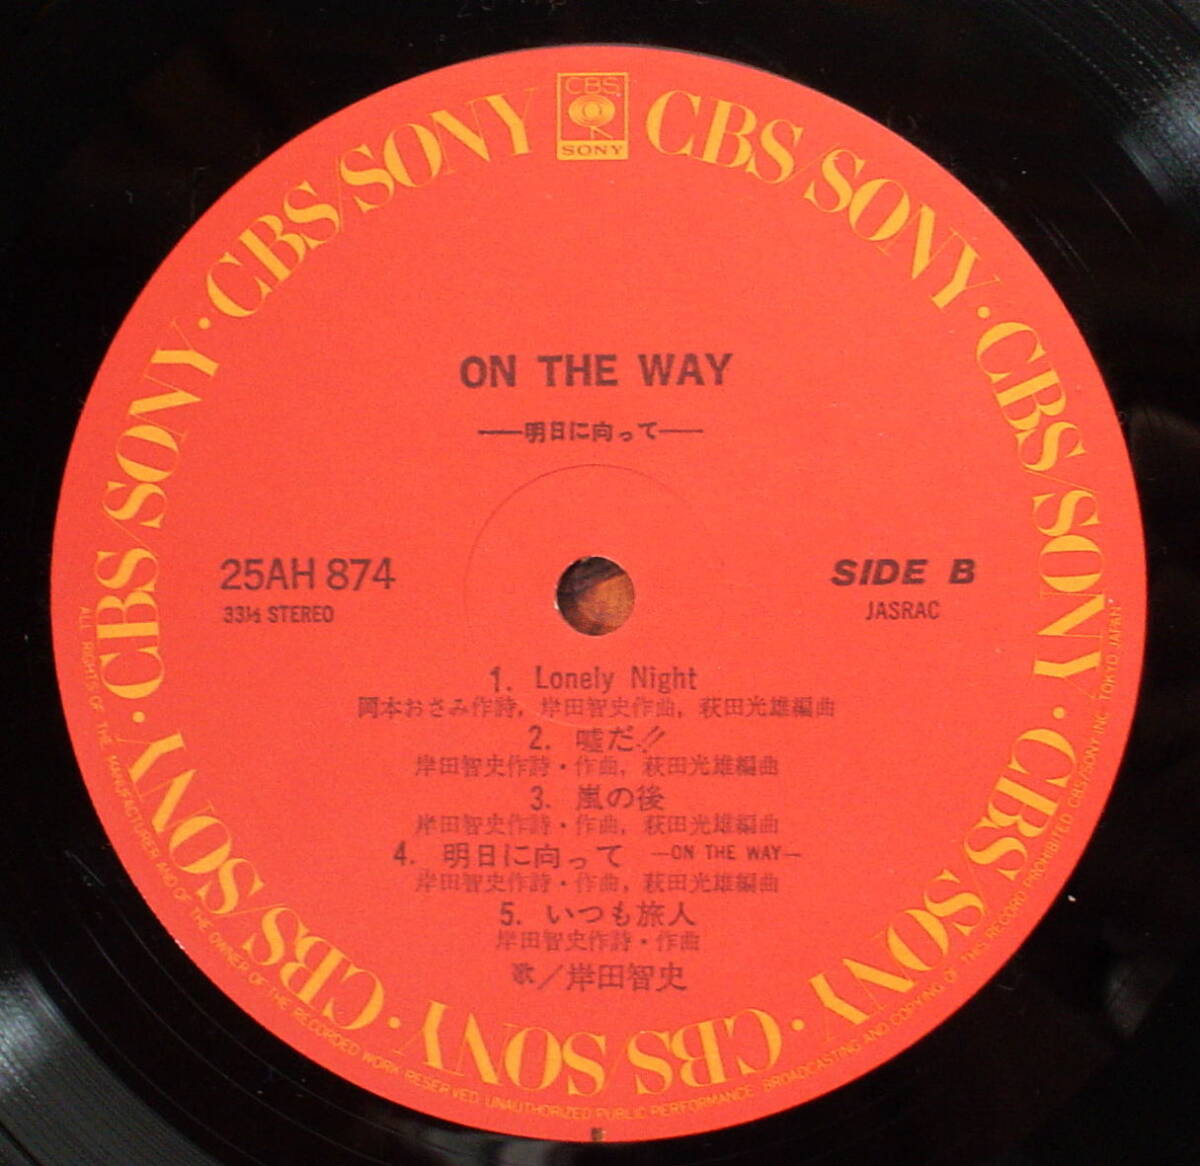 CBS
SONY
CBS/SONY · CBS/SONY · CBS/SONY · CBS/SONY · CBS/SONY · CBS/SONY · CBS/SONY · CBS/SONY · CBS/SONY
ON THE WAY
——明日に向って——
25AH 874
33⅓ STEREO
SIDE B
JASRAC
1. Lonely Night
岡本おさみ作詩, 岸田智史作曲, 萩田光雄編曲
2. 嘘だ!!
岸田智史作詩・作曲, 萩田光雄編曲
3. 嵐の後
岸田智史作詩・作曲, 萩田光雄編曲
4. 明日に向って —ON THE WAY—
岸田智史作詩・作曲, 萩田光雄編曲
5. いつも旅人
岸田智史作詩・作曲
歌／岸田智史
ALL RIGHTS OF THE MANUFACTURER AND OF THE OWNER OF THE RECORDED WORK RESERVED. UNAUTHORIZED PUBLIC PERFORMANCE, BROADCASTING AND COPYING OF THIS RECORD PROHIBITED CBS/SONY INC. TOKYO JAPAN